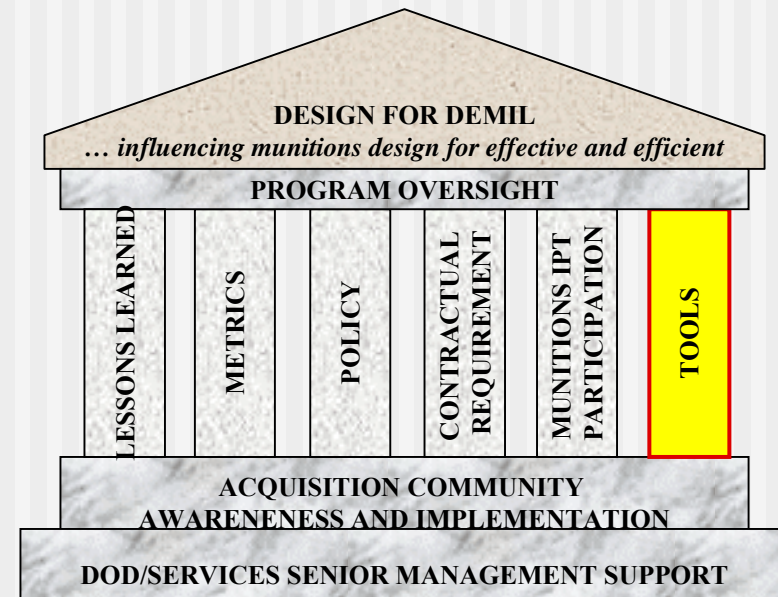 DESIGN FOR DEMIL
… influencing munitions design for effective and efficient
PROGRAM OVERSIGHT
LESSONS LEARNED
METRICS
POLICY
CONTRACTUAL
REQUIREMENT
MUNITIONS IPT
PARTICIPATION
TOOLS
ACQUISITION COMMUNITY
AWARENENESS AND IMPLEMENTATION
DOD/SERVICES SENIOR MANAGEMENT SUPPORT